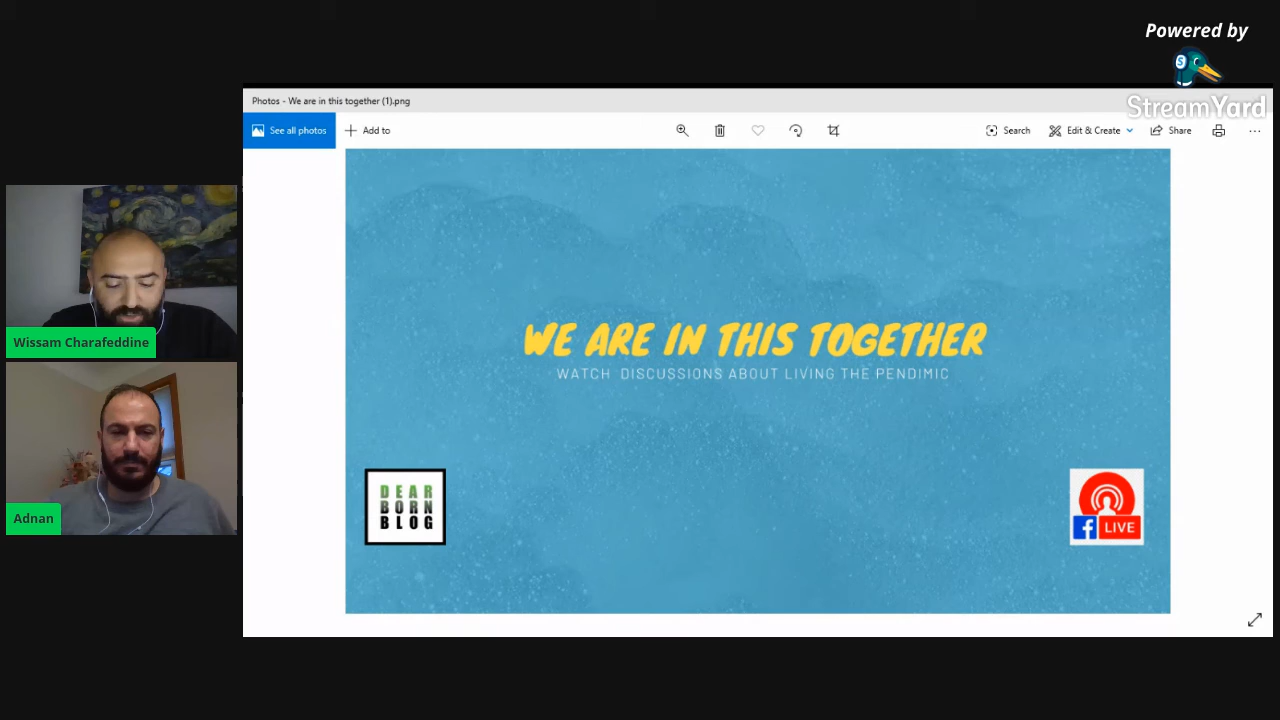 Powered by
StreamYard
Photos - We are in this together (1).png
See all photos
Add to
Search
Edit & Create
Share
WE ARE IN THIS TOGETHER
WATCH DISCUSSIONS ABOUT LIVING THE PENDIMIC
DEAR
BORN
BLOG
f LIVE
Wissam Charafeddine
Adnan